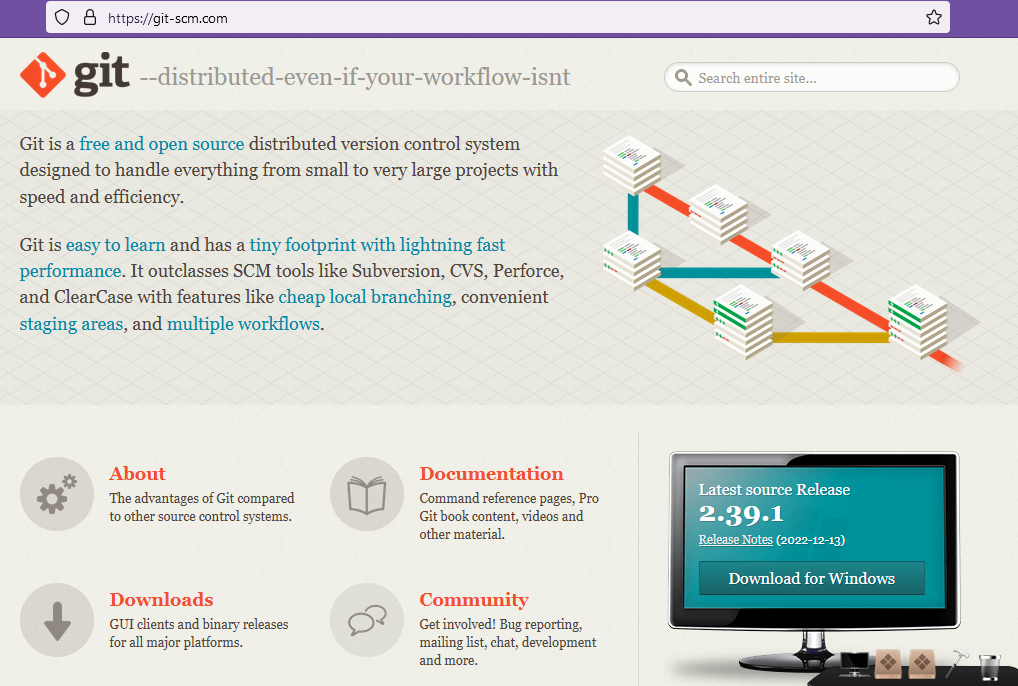 https://git-scm.com
git --distributed-even-if-your-workflow-isnt
Search entire site...
Git is a free and open source distributed version control system
designed to handle everything from small to very large projects with
speed and efficiency.
Git is easy to learn and has a tiny footprint with lightning fast
performance. It outclasses SCM tools like Subversion, CVS, Perforce,
and ClearCase with features like cheap local branching, convenient
staging areas, and multiple workflows.
About
The advantages of Git compared
to other source control systems.
Documentation
Command reference pages, Pro
Git book content, videos and
other material.
Downloads
GUI clients and binary releases
for all major platforms.
Community
Get involved! Bug reporting,
mailing list, chat, development
and more.
Latest source Release
2.39.1
Release Notes (2022-12-13)
Download for Windows